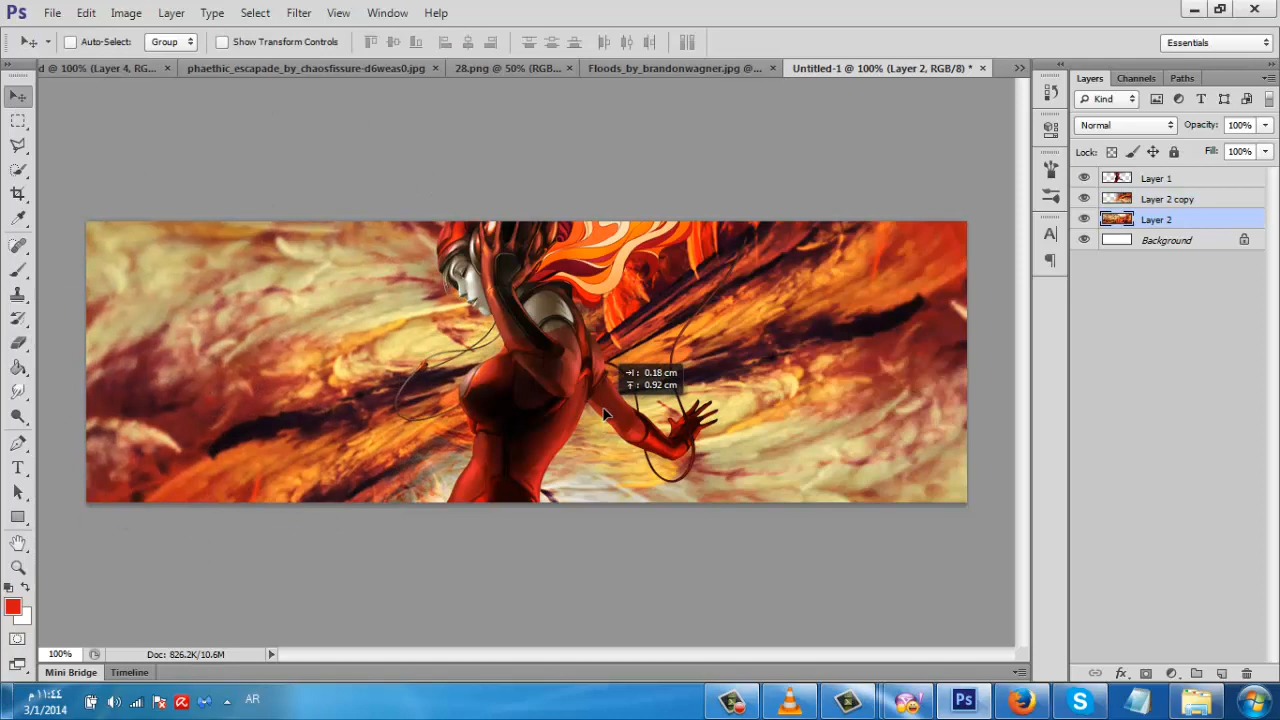 Ps File Edit Image Layer Type Select Filter View Window Help
Auto-Select: Group Show Transform Controls Essentials
d @ 100% (Layer 4, RG... × phaethic_escapade_by_chaosfissure-d6weas0.jpg × 28.png @ 50% (RGB... × Floods_by_brandonwagner.jpg @... × Untitled-1 @ 100% (Layer 2, RGB/8) * ×
Layers Channels Paths
Kind
Normal Opacity: 100%
Lock: Fill: 100%
Layer 1
Layer 2 copy
Layer 2
Background
0.18 cm
0.92 cm
100% Doc: 826.2K/10.6M
Mini Bridge Timeline
١١:٤٤ م
3/1/2014
AR